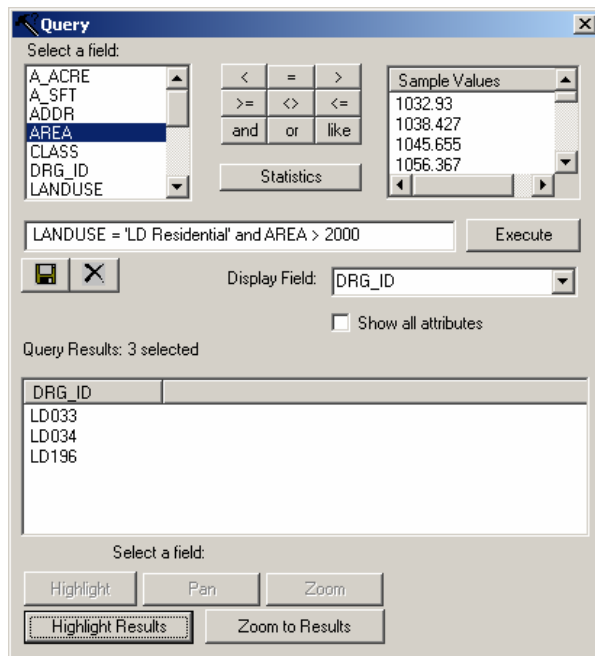 Query
Select a field:
A_ACRE
A_SFT
ADDR
AREA
CLASS
DRG_ID
LANDUSE
< = >
>= <> <=
and or like
Statistics
Sample Values
1032.93
1038.427
1045.655
1056.367
LANDUSE = 'LD Residential' and AREA > 2000
Execute
Display Field: DRG_ID
Show all attributes
Query Results: 3 selected
DRG_ID
LD033
LD034
LD196
Select a field:
Highlight Pan Zoom
Highlight Results Zoom to Results